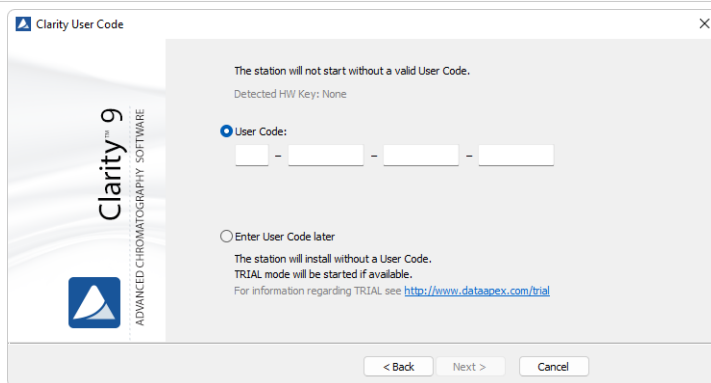 Clarity User Code
The station will not start without a valid User Code.
Detected HW Key: None
User Code:
– – –
Enter User Code later
The station will install without a User Code.
TRIAL mode will be started if available.
For information regarding TRIAL see http://www.dataapex.com/trial
Clarity™ 9
ADVANCED CHROMATOGRAPHY SOFTWARE
< Back Next > Cancel